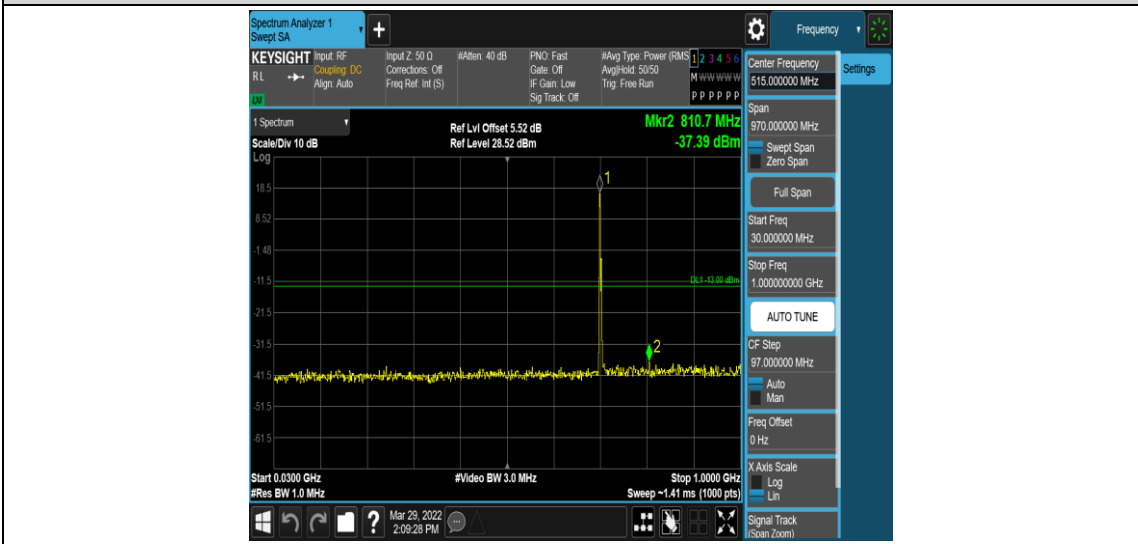 Spectrum Analyzer 1
Swept SA
+
Frequency
KEYSIGHT
RL
LXI
Input: RF
Coupling: DC
Align: Auto
Input Z: 50 Ω
Corrections: Off
Freq Ref: Int (S)
#Atten: 40 dB
PNO: Fast
Gate: Off
IF Gain: Low
Sig Track: Off
#Avg Type: Power (RMS
Avg|Hold: 50/50
Trig: Free Run
1 2 3 4 5 6
M W W W W W
P P P P P P
Center Frequency
515.000000 MHz
Settings
1 Spectrum
Scale/Div 10 dB
Log
Ref Lvl Offset 5.52 dB
Ref Level 28.52 dBm
Mkr2 810.7 MHz
-37.39 dBm
Span
970.000000 MHz
Swept Span
Zero Span
Full Span
Start Freq
30.000000 MHz
Stop Freq
1.000000000 GHz
AUTO TUNE
CF Step
97.000000 MHz
Auto
Man
Freq Offset
0 Hz
X Axis Scale
Log
Lin
Signal Track
(Span Zoom)
1
18.5
8.52
-1.48
-11.5
DL1 -13.00 dBm
-21.5
-31.5
2
-41.5
-51.5
-61.5
Start 0.0300 GHz
#Res BW 1.0 MHz
#Video BW 3.0 MHz
Stop 1.0000 GHz
Sweep ~1.41 ms (1000 pts)
?
Mar 29, 2022
2:09:28 PM